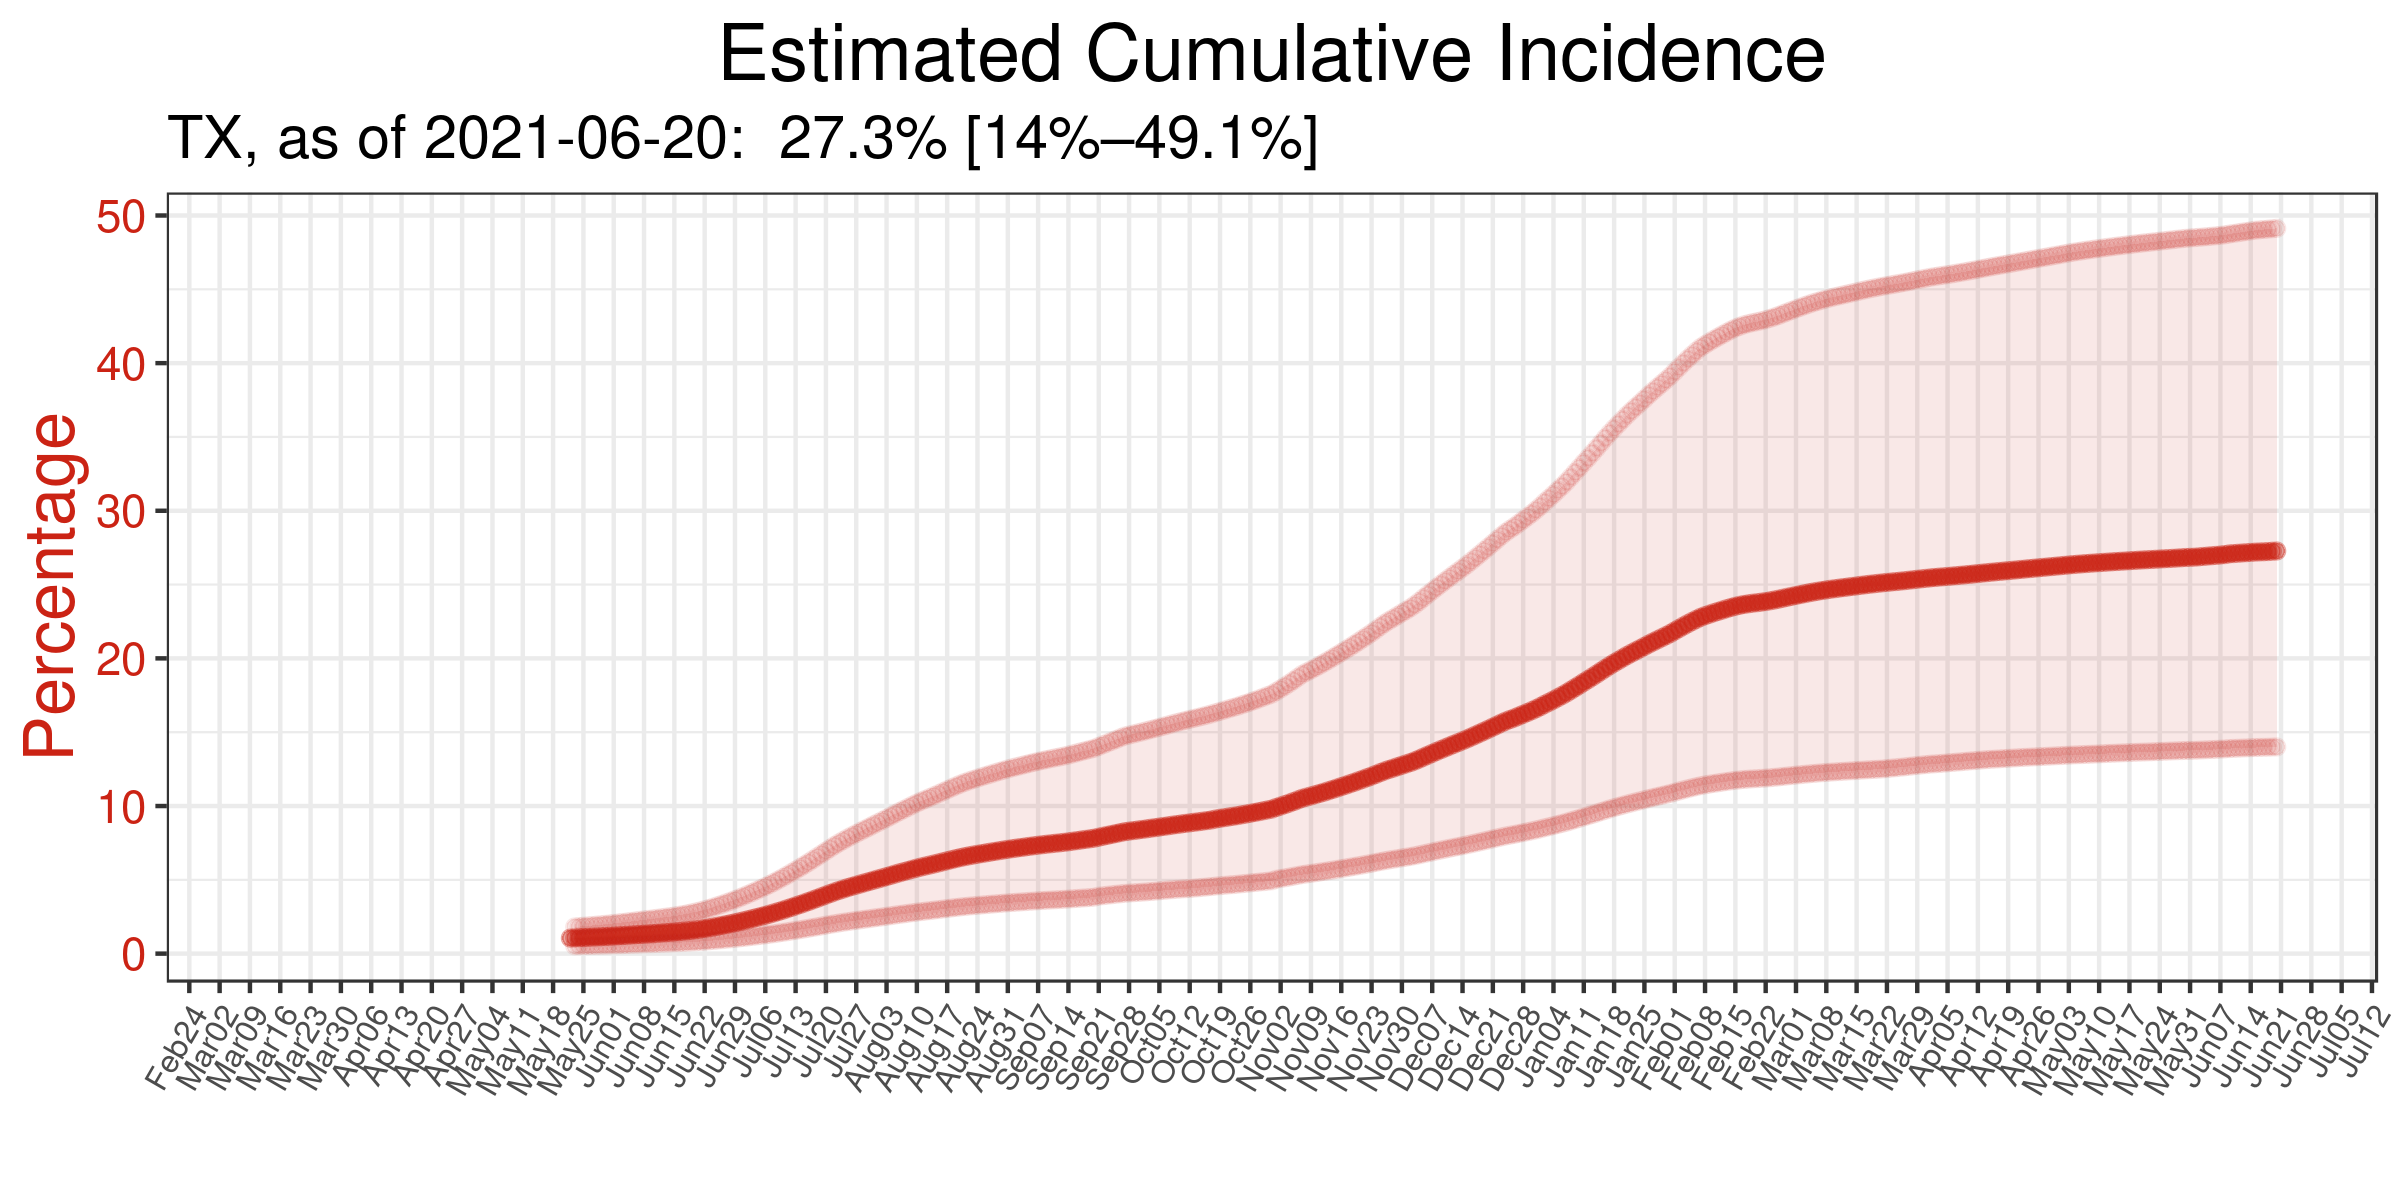 Estimated Cumulative Incidence
TX, as of 2021-06-20:  27.3% [14%–49.1%]
Percentage
50
40
30
20
10
0
Feb24
Mar02
Mar09
Mar16
Mar23
Mar30
Apr06
Apr13
Apr20
Apr27
May04
May11
May18
May25
Jun01
Jun08
Jun15
Jun22
Jun29
Jul06
Jul13
Jul20
Jul27
Aug03
Aug10
Aug17
Aug24
Aug31
Sep07
Sep14
Sep21
Sep28
Oct05
Oct12
Oct19
Oct26
Nov02
Nov09
Nov16
Nov23
Nov30
Dec07
Dec14
Dec21
Dec28
Jan04
Jan11
Jan18
Jan25
Feb01
Feb08
Feb15
Feb22
Mar01
Mar08
Mar15
Mar22
Mar29
Apr05
Apr12
Apr19
Apr26
May03
May10
May17
May24
May31
Jun07
Jun14
Jun21
Jun28
Jul05
Jul12